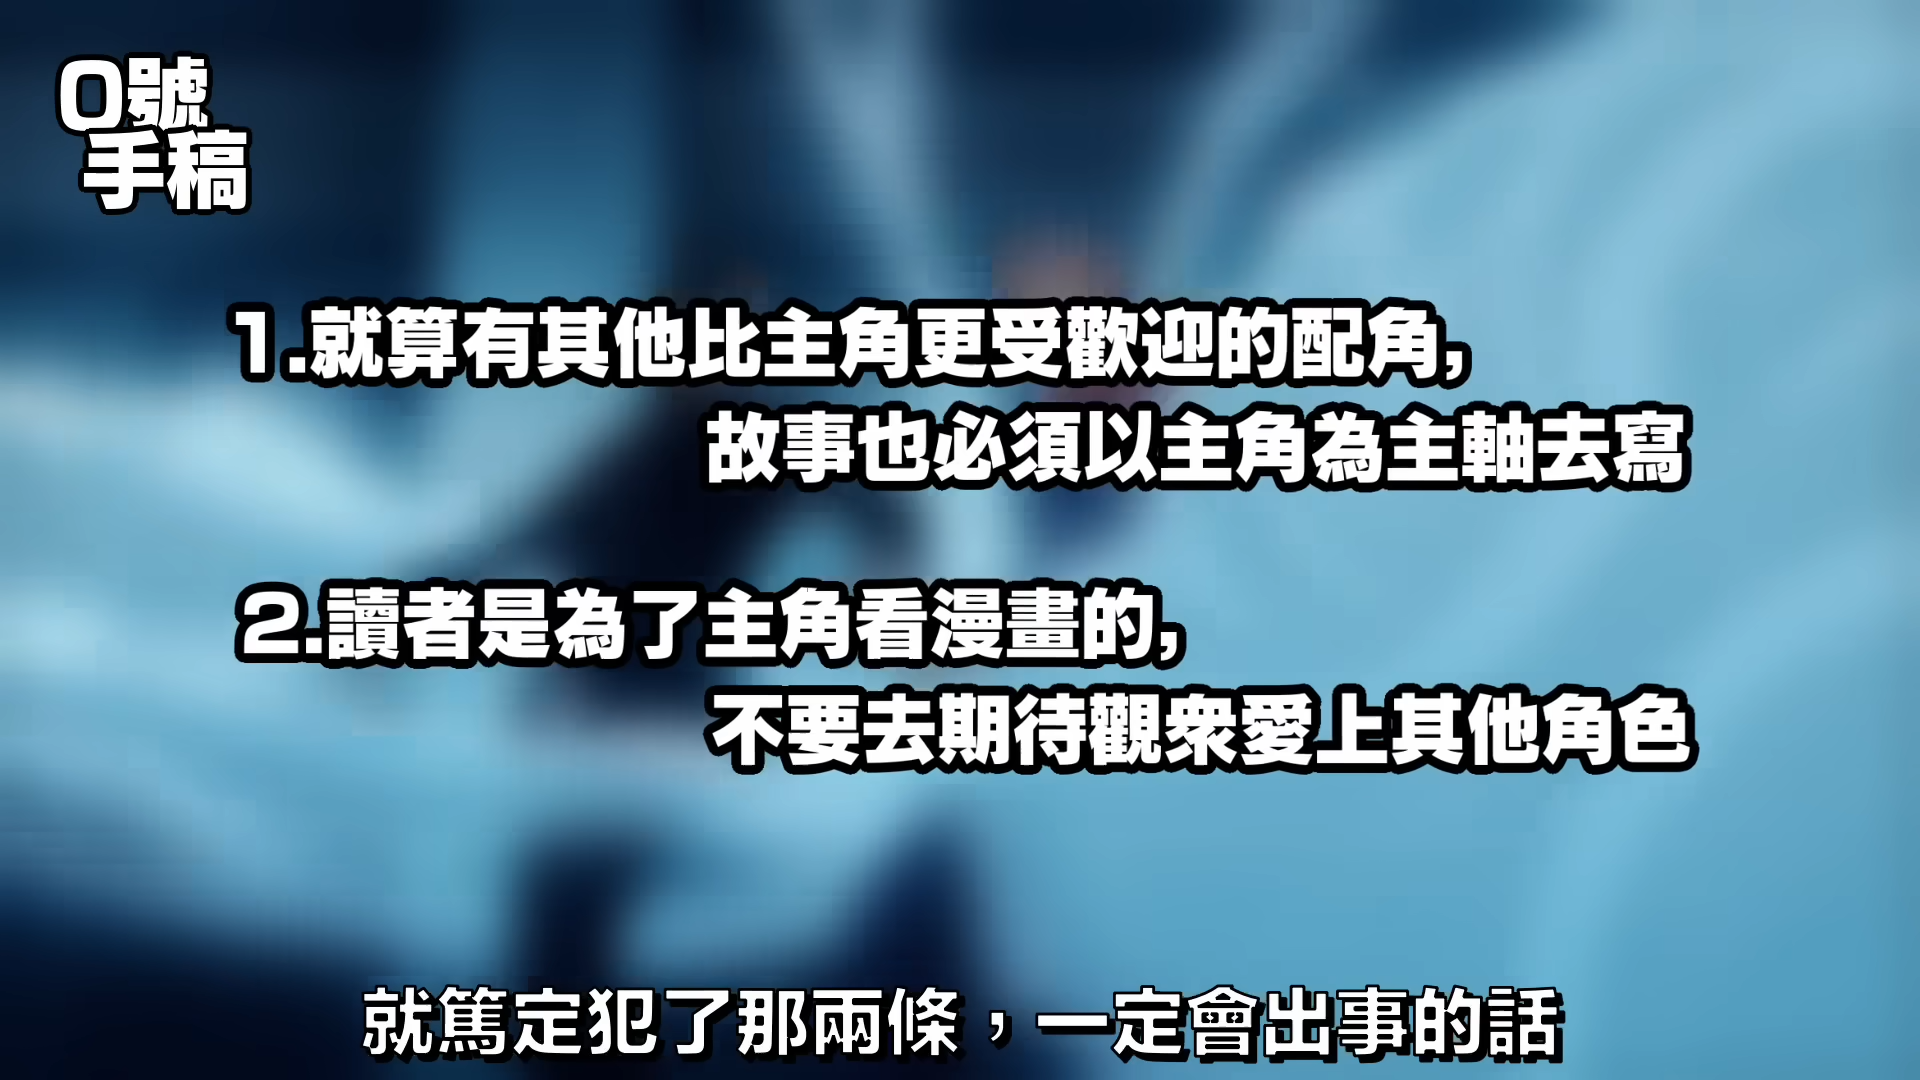 0號
手稿
1.就算有其他比主角更受歡迎的配角,
故事也必須以主角為主軸去寫
2.讀者是為了主角看漫畫的,
不要去期待觀衆愛上其他角色
就篤定犯了那兩條，一定會出事的話